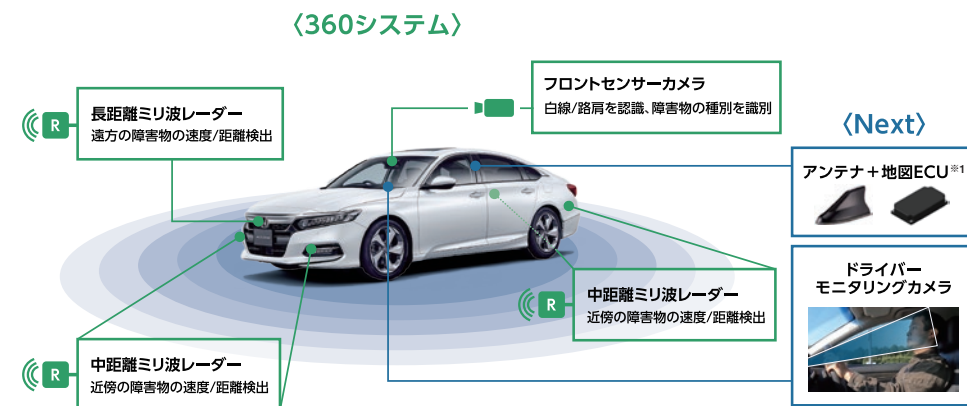 〈360システム〉
フロントセンサーカメラ
白線/路肩を認識、障害物の種別を識別
R
長距離ミリ波レーダー
遠方の障害物の速度/距離検出
〈Next〉
アンテナ＋地図ECU※1
ドライバー
モニタリングカメラ
R
中距離ミリ波レーダー
近傍の障害物の速度/距離検出
R
中距離ミリ波レーダー
近傍の障害物の速度/距離検出